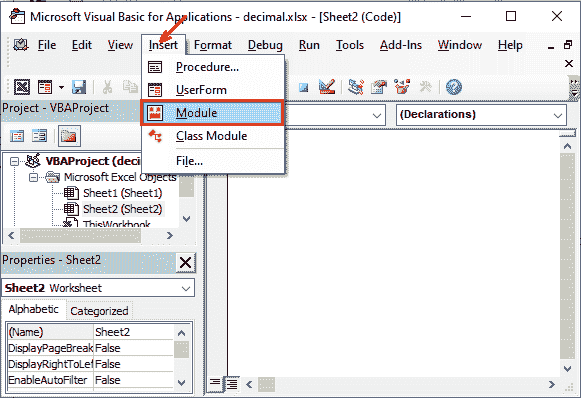 Microsoft Visual Basic for Applications - decimal.xlsx - [Sheet2 (Code)]
File Edit View Insert Format Debug Run Tools Add-Ins Window Help
Procedure...
UserForm
Module
Class Module
File...
(Declarations)
Project - VBAProject
VBAProject (deci
Microsoft Excel Objects
Sheet1 (Sheet1)
Sheet2 (Sheet2)
ThisWorkbook
Properties - Sheet2
Sheet2 Worksheet
Alphabetic Categorized
(Name) Sheet2
DisplayPageBreak False
DisplayRightToLef False
EnableAutoFilter False